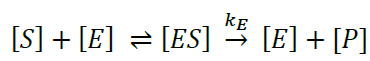 [S] + [E] ⇌ [ES] →^{k_E} [E] + [P]